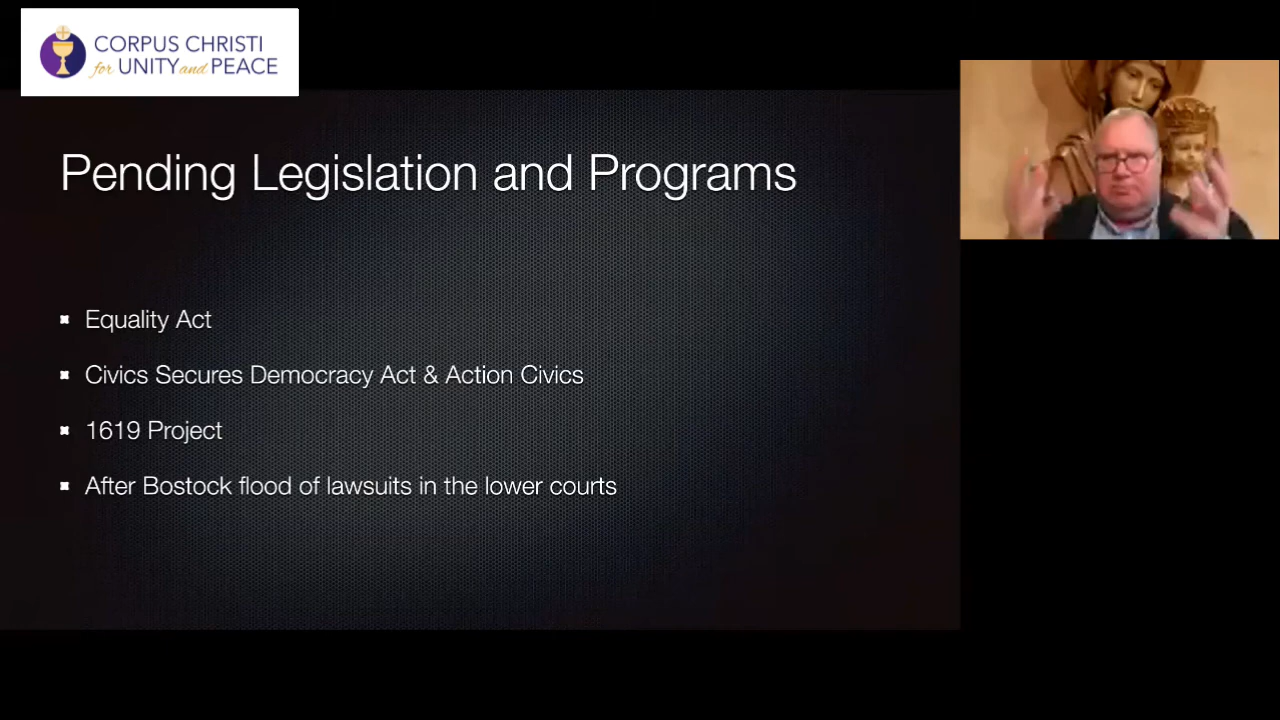 CORPUS CHRISTI
for UNITY and PEACE
Pending Legislation and Programs
Equality Act
Civics Secures Democracy Act & Action Civics
1619 Project
After Bostock flood of lawsuits in the lower courts